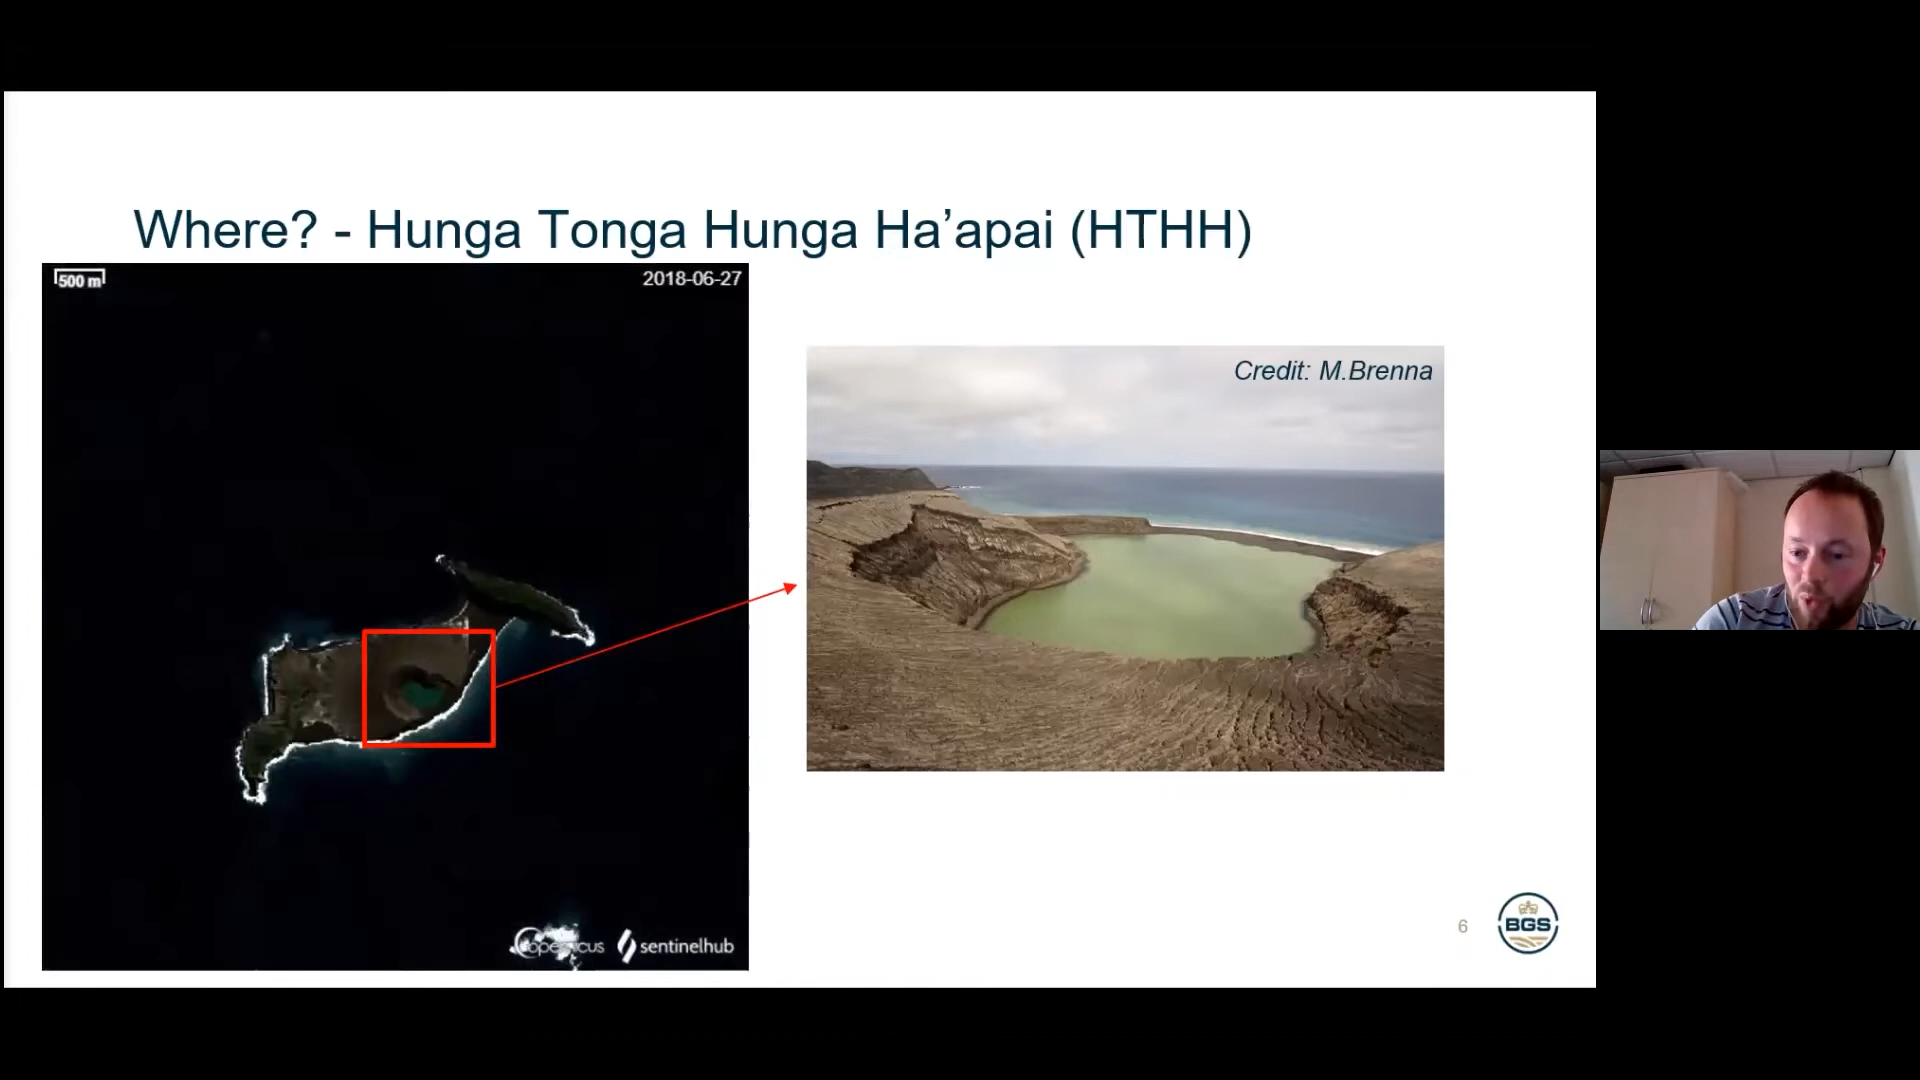 Where? - Hunga Tonga Hunga Ha’apai (HTHH)
500 m
2018-06-27
Credit: M.Brenna
sentinelhub
6
BGS